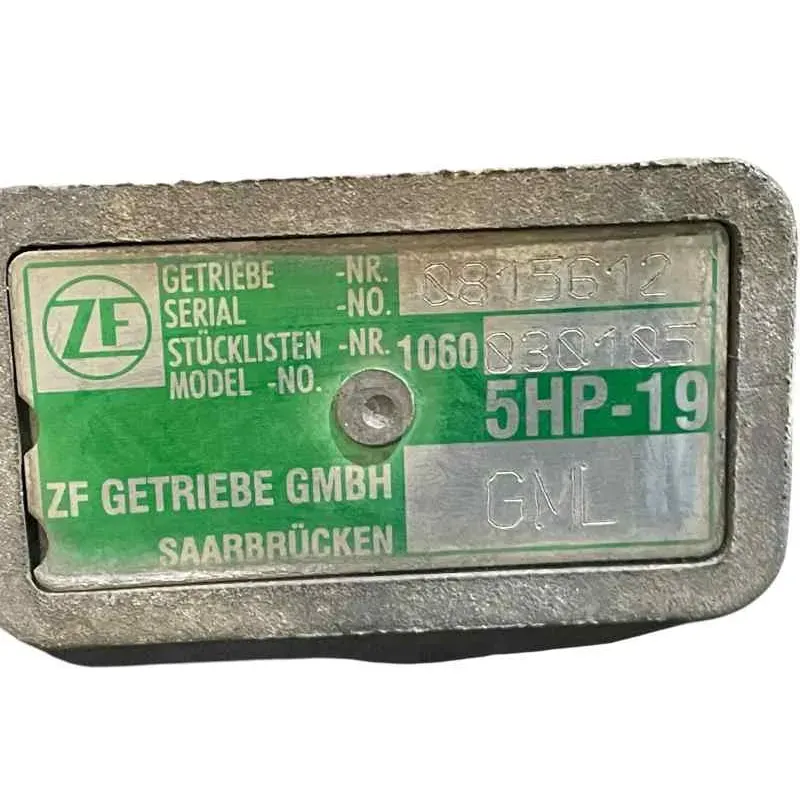 ZF
GETRIEBE -NR. 0815612
SERIAL -NO.
STÜCKLISTEN -NR. 1060 030105
MODEL -NO.
5HP-19
ZF GETRIEBE GMBH GML
SAARBRÜCKEN